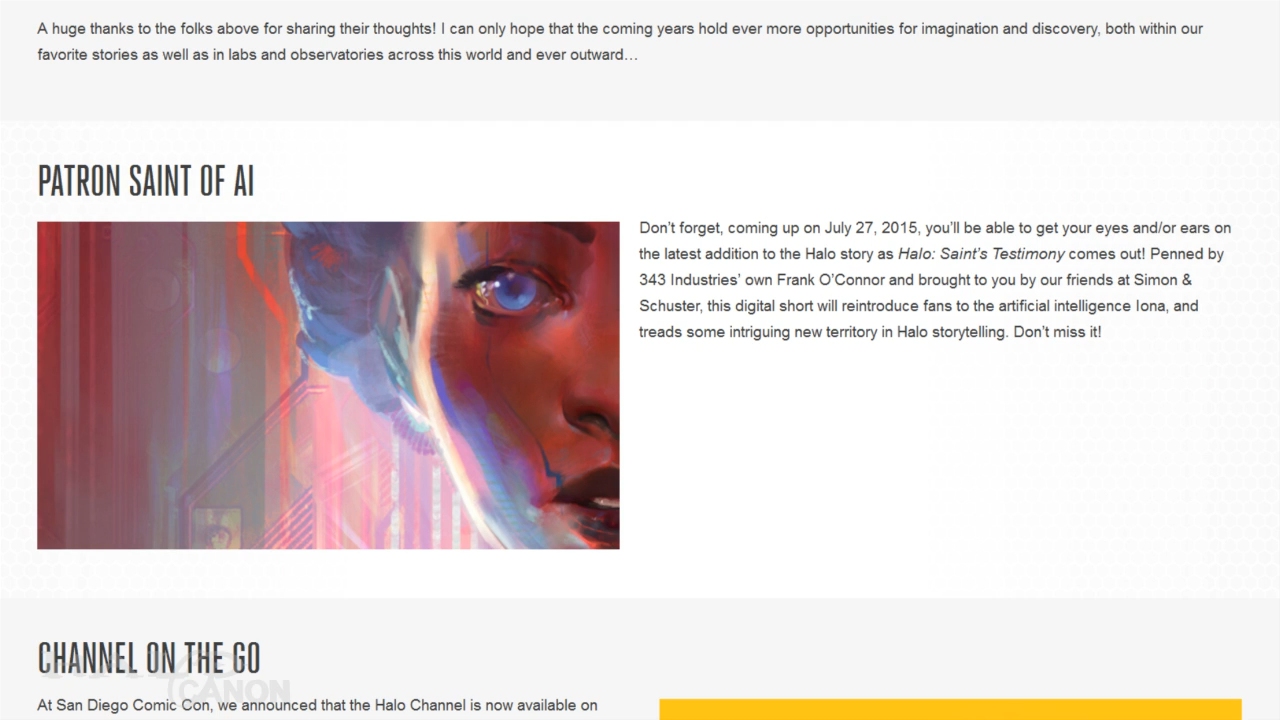 A huge thanks to the folks above for sharing their thoughts! I can only hope that the coming years hold ever more opportunities for imagination and discovery, both within our
favorite stories as well as in labs and observatories across this world and ever outward…
PATRON SAINT OF AI
Don’t forget, coming up on July 27, 2015, you’ll be able to get your eyes and/or ears on
the latest addition to the Halo story as Halo: Saint’s Testimony comes out! Penned by
343 Industries’ own Frank O’Connor and brought to you by our friends at Simon &
Schuster, this digital short will reintroduce fans to the artificial intelligence Iona, and
treads some intriguing new territory in Halo storytelling. Don’t miss it!
CHANNEL ON THE GO
CANON
At San Diego Comic Con, we announced that the Halo Channel is now available on